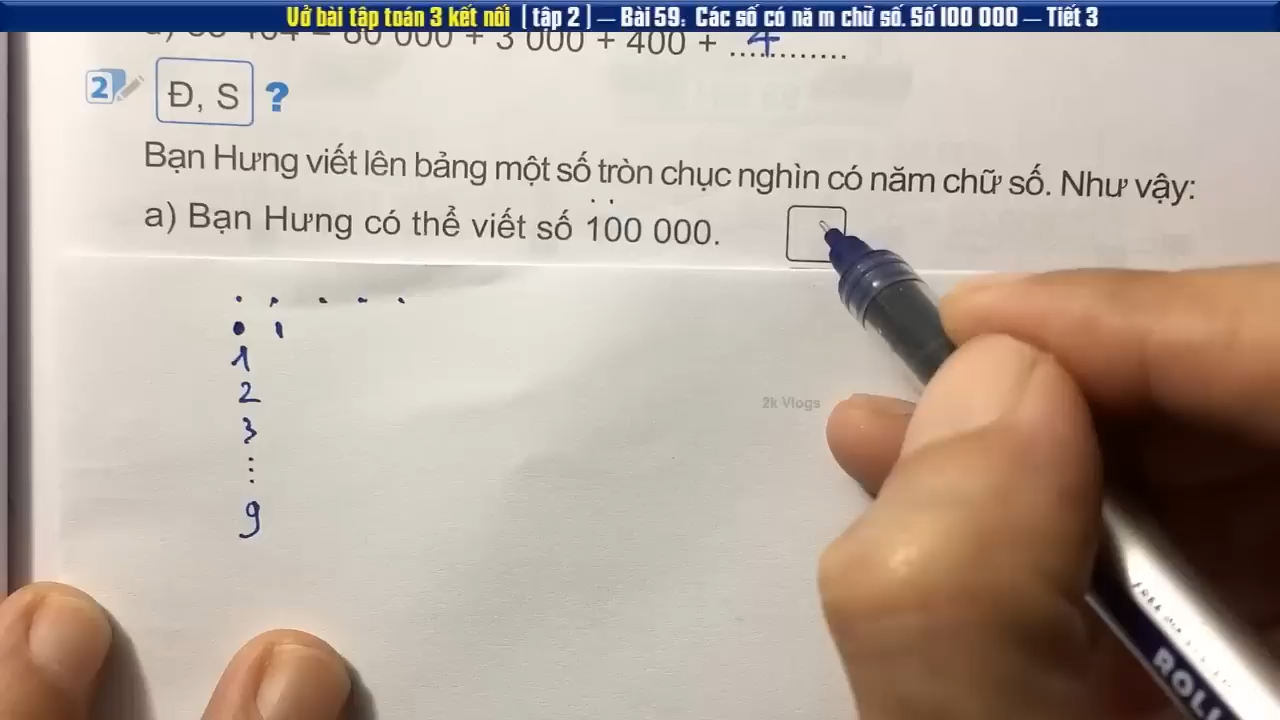 Vở bài tập toán 3 kết nối ( tập 2 ) – Bài 59: Các số có nă m chữ số. Số 100 000 – Tiết 3
000 + 3 000 + 400 + 4
2 Đ, S ?
Bạn Hưng viết lên bảng một số tròn chục nghìn có năm chữ số. Như vậy:
a) Bạn Hưng có thể viết số 100 000.
. . . . .
1
2
3
⋮
9
2k Vlogs
ROLL